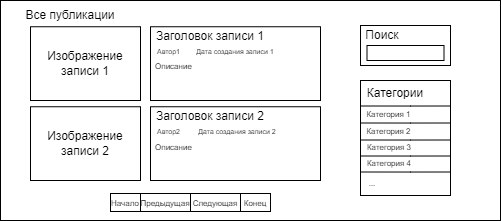 Все публикации
Изображение
записи 1
Заголовок записи 1
Автор1 Дата создания записи 1
Описание
Изображение
записи 2
Заголовок записи 2
Автор2 Дата создания записи 2
Описание
Начало Предыдущая Следующая Конец
Поиск
Категории
Категория 1
Категория 2
Категория 3
Категория 4
...